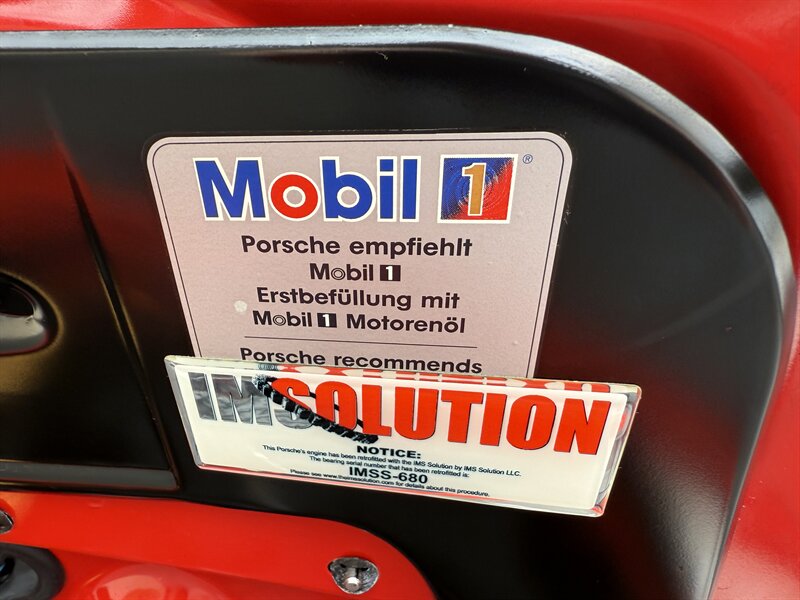 Mobil 1 ®
Porsche empfiehlt
Mobil 1
Erstbefüllung mit
Mobil 1 Motorenöl
Porsche recommends
IMSOLUTION
NOTICE:
This Porsche's engine has been retrofitted with the IMS Solution by IMS Solution LLC.
The bearing serial number that has been retrofitted is:
IMSS-680
Please see www.theimssolution.com for details about this procedure.